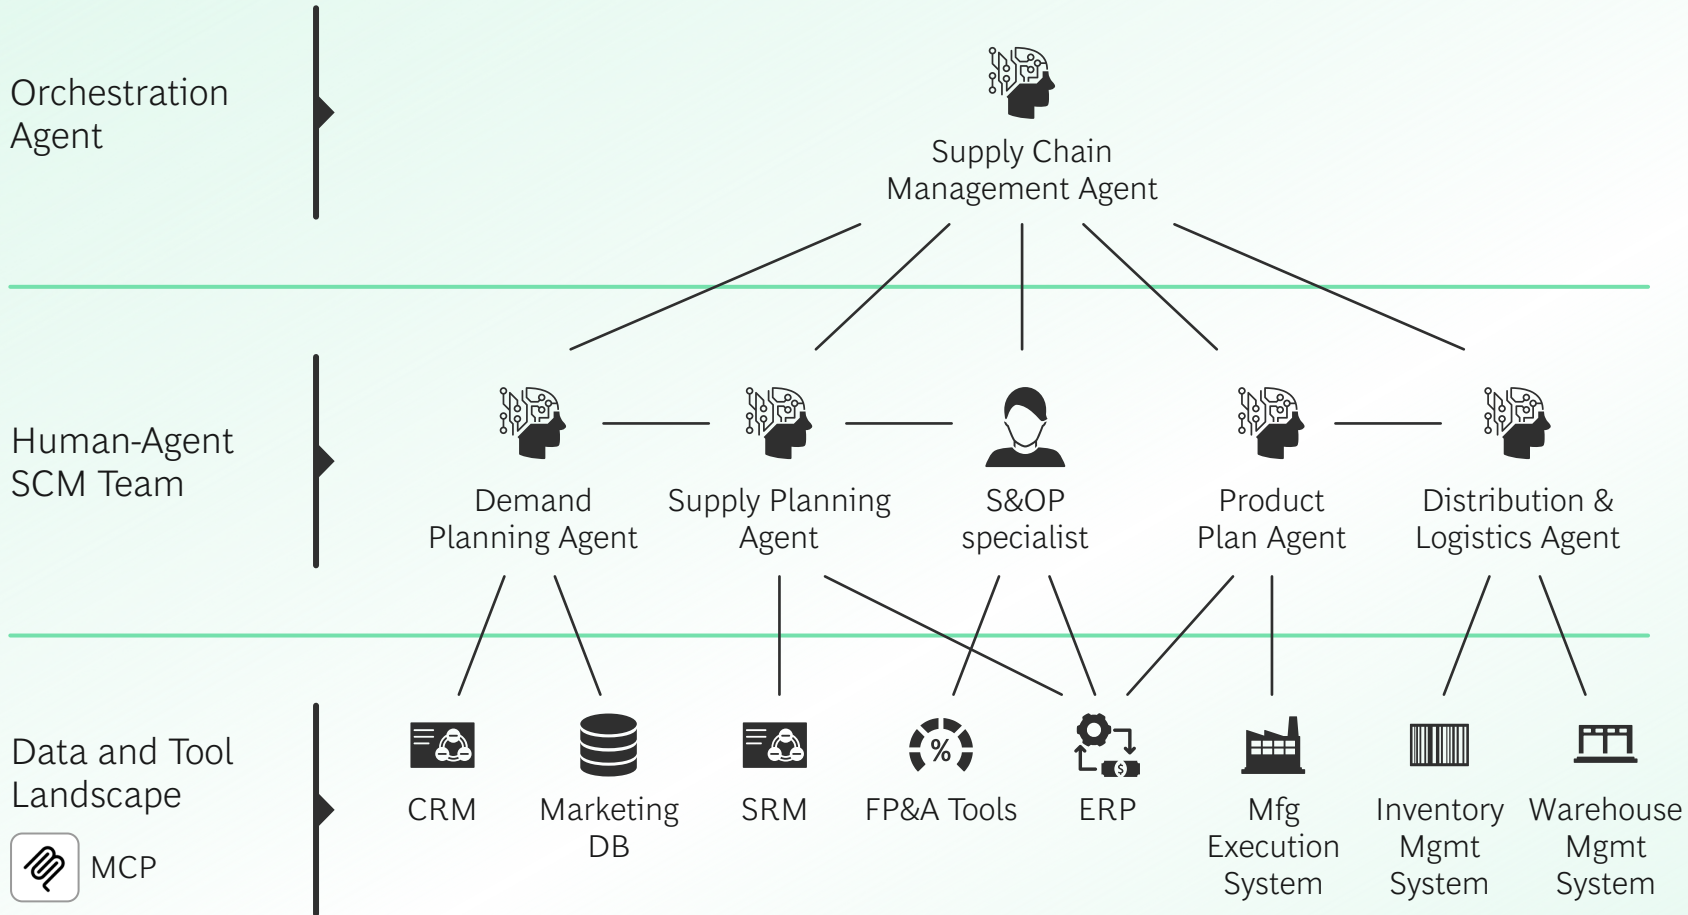 Orchestration
Agent
Supply Chain
Management Agent
Human-Agent
SCM Team
Demand
Planning Agent
Supply Planning
Agent
S&OP
specialist
Product
Plan Agent
Distribution &
Logistics Agent
Data and Tool
Landscape
MCP
CRM
Marketing
DB
SRM
%
FP&A Tools
$
ERP
Mfg
Execution
System
Inventory
Mgmt
System
Warehouse
Mgmt
System